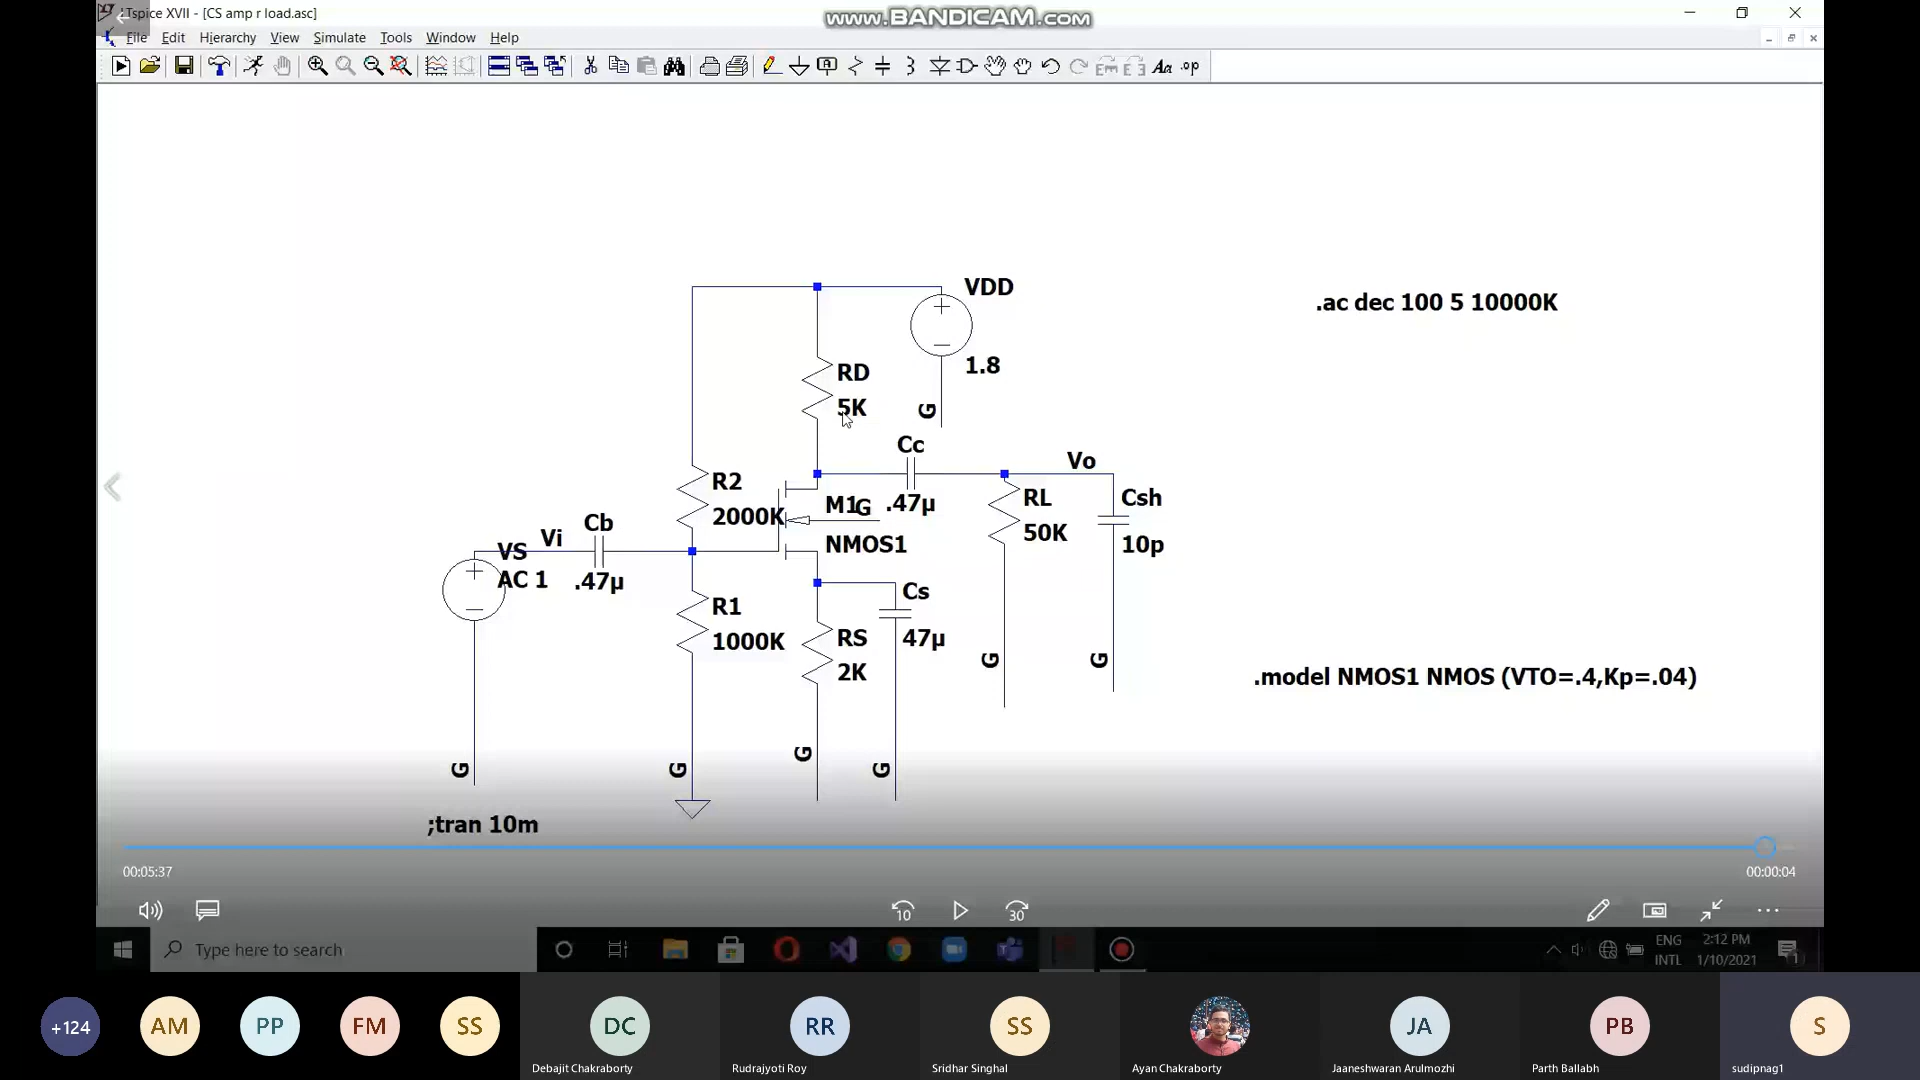 LTspice XVII - [CS amp r load.asc]
www.BANDICAM.com
File Edit Hierarchy View Simulate Tools Window Help
Aa .op
VDD
.ac dec 100 5 10000K
1.8
RD
5K
G
Cc
.47µ
Vo
R2
2000K
M1
G
NMOS1
RL
50K
Csh
10p
Cb
.47µ
Vi
VS
AC 1
R1
1000K
RS
2K
Cs
47µ
G
G
.model NMOS1 NMOS (VTO=.4,Kp=.04)
G
G
G
G
;tran 10m
00:05:37
00:00:04
10
30
Type here to search
ENG
INTL
2:12 PM
1/10/2021
1
+124
AM
PP
FM
SS
DC
Debajit Chakraborty
RR
Rudrajyoti Roy
SS
Sridhar Singhal
Ayan Chakraborty
JA
Jaaneshwaran Arulmozhi
PB
Parth Ballabh
S
sudipnag1